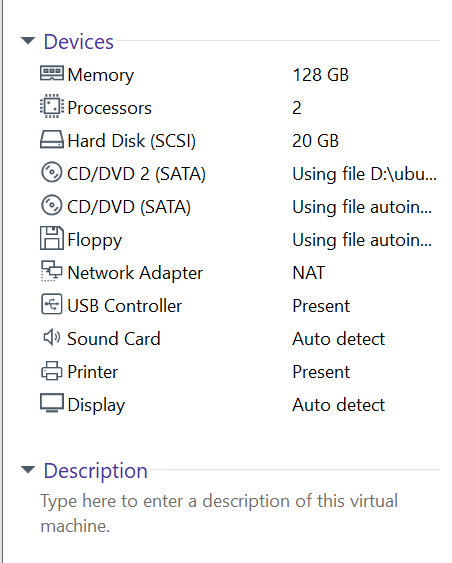 Devices
Memory 128 GB
Processors 2
Hard Disk (SCSI) 20 GB
CD/DVD 2 (SATA) Using file D:\ubu...
CD/DVD (SATA) Using file autoin...
Floppy Using file autoin...
Network Adapter NAT
USB Controller Present
Sound Card Auto detect
Printer Present
Display Auto detect
Description
Type here to enter a description of this virtual
machine.